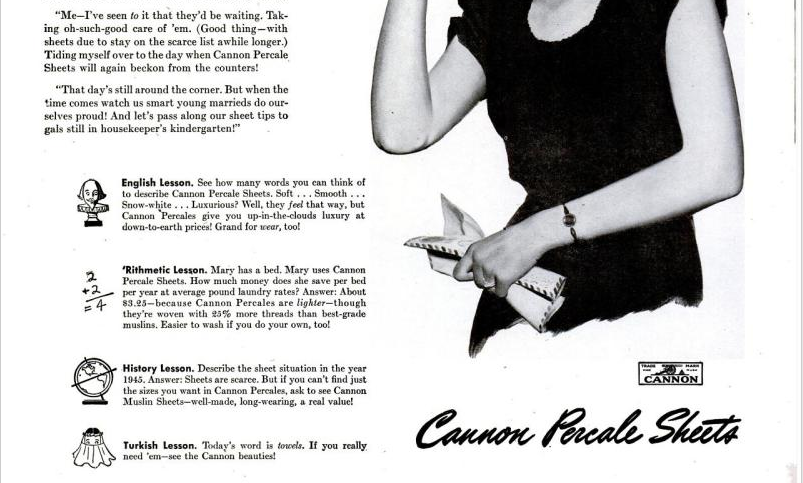 "Me—I've seen to it that they'd be waiting. Tak-
ing oh-such-good care of 'em. (Good thing—with
sheets due to stay on the scarce list awhile longer.)
Tiding myself over to the day when Cannon Percale
Sheets will again beckon from the counters!
"That day's still around the corner. But when the
time comes watch us smart young marrieds do our-
selves proud! And let's pass along our sheet tips to
gals still in housekeeper's kindergarten!"
English Lesson. See how many words you can think of
to describe Cannon Percale Sheets. Soft . . . Smooth . . .
Snow-white . . . Luxurious? Well, they feel that way, but
Cannon Percales give you up-in-the-clouds luxury at
down-to-earth prices! Grand for wear, too!
2
+2
=4
'Rithmetic Lesson. Mary has a bed. Mary uses Cannon
Percale Sheets. How much money does she save per bed
per year at average pound laundry rates? Answer: About
$3.25—because Cannon Percales are lighter—though
they're woven with 25% more threads than best-grade
muslins. Easier to wash if you do your own, too!
History Lesson. Describe the sheet situation in the year
1945. Answer: Sheets are scarce. But if you can't find just
the sizes you want in Cannon Percales, ask to see Cannon
Muslin Sheets—well-made, long-wearing, a real value!
Turkish Lesson. Today's word is towels. If you really
need 'em—see the Cannon beauties!
TRADE MARK
CANNON
Cannon Percale Sheets